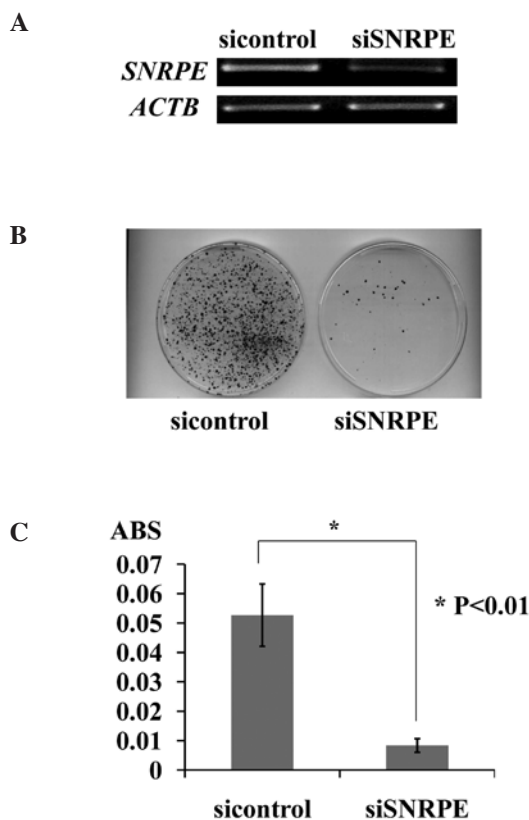 A
sicontrol siSNRPE
SNRPE
ACTB
B
sicontrol siSNRPE
C
ABS
*
0.07
0.06
* P<0.01
0.05
0.04
0.03
0.02
0.01
0
sicontrol siSNRPE